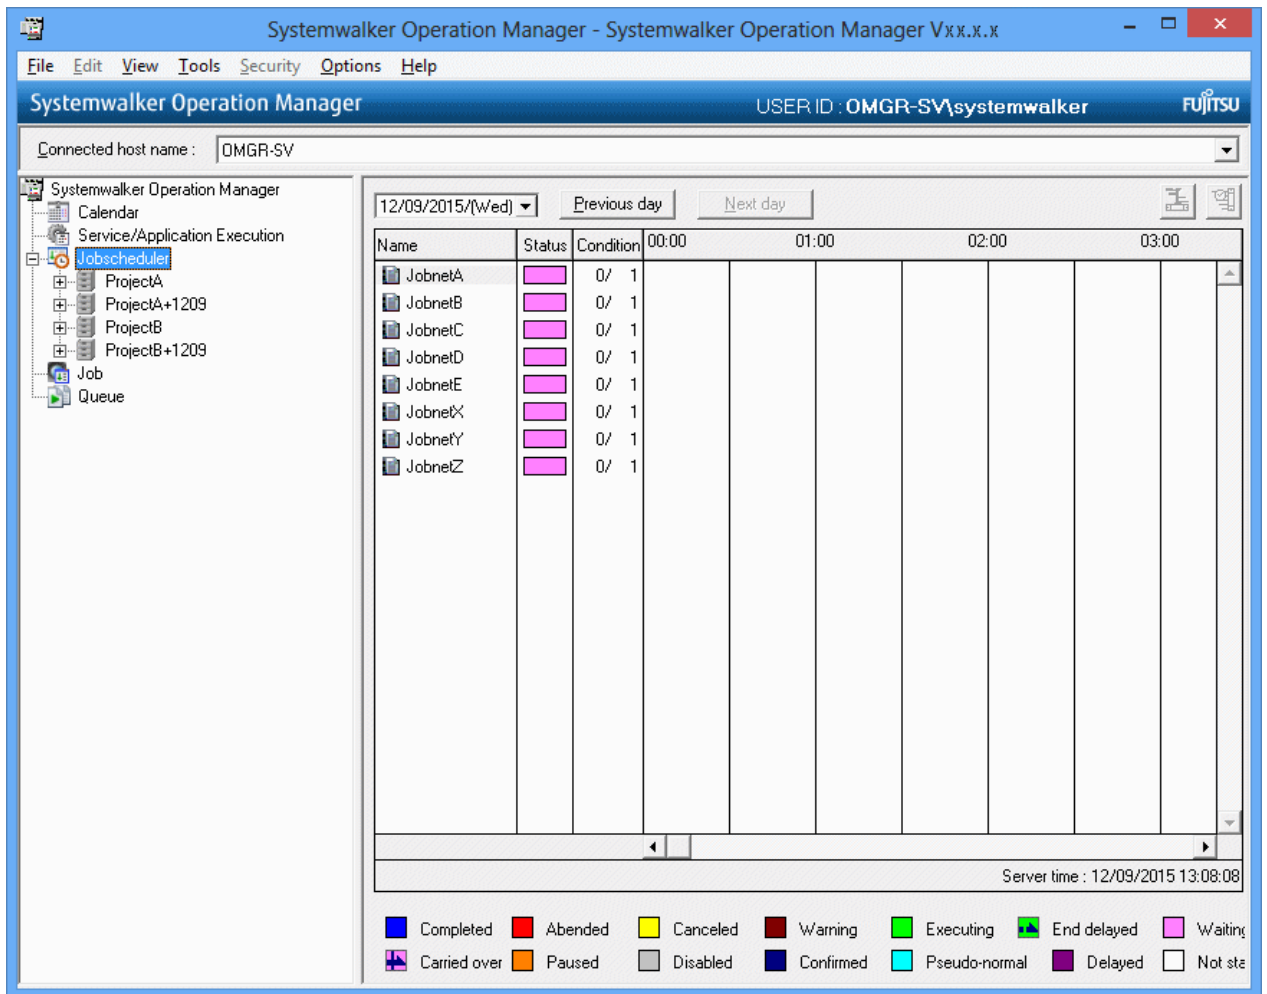 Systemwalker Operation Manager - Systemwalker Operation Manager Vxx.x.x
File Edit View Tools Security Options Help
Systemwalker Operation Manager USER ID : OMGR-SV\systemwalker FUJITSU
Connected host name : OMGR-SV
Systemwalker Operation Manager
Calendar
Service/Application Execution
Jobscheduler
ProjectA
ProjectA+1209
ProjectB
ProjectB+1209
Job
Queue
12/09/2015/(Wed) Previous day Next day
Name Status Condition 00:00 01:00 02:00 03:00
JobnetA 0/ 1
JobnetB 0/ 1
JobnetC 0/ 1
JobnetD 0/ 1
JobnetE 0/ 1
JobnetX 0/ 1
JobnetY 0/ 1
JobnetZ 0/ 1
Server time : 12/09/2015 13:08:08
Completed Abended Canceled Warning Executing End delayed Waiting
Carried over Paused Disabled Confirmed Pseudo-normal Delayed Not sta